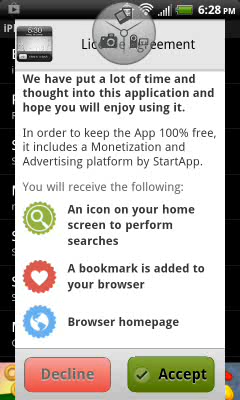 6:28 PM
5:30
License Agreement
We have put a lot of time and
thought into this application and
hope you will enjoy using it.
In order to keep the App 100% free,
it includes a Monetization and
Advertising platform by StartApp.
You will receive the following:
An icon on your home
screen to perform
searches
A bookmark is added to
your browser
Browser homepage
Decline
Accept